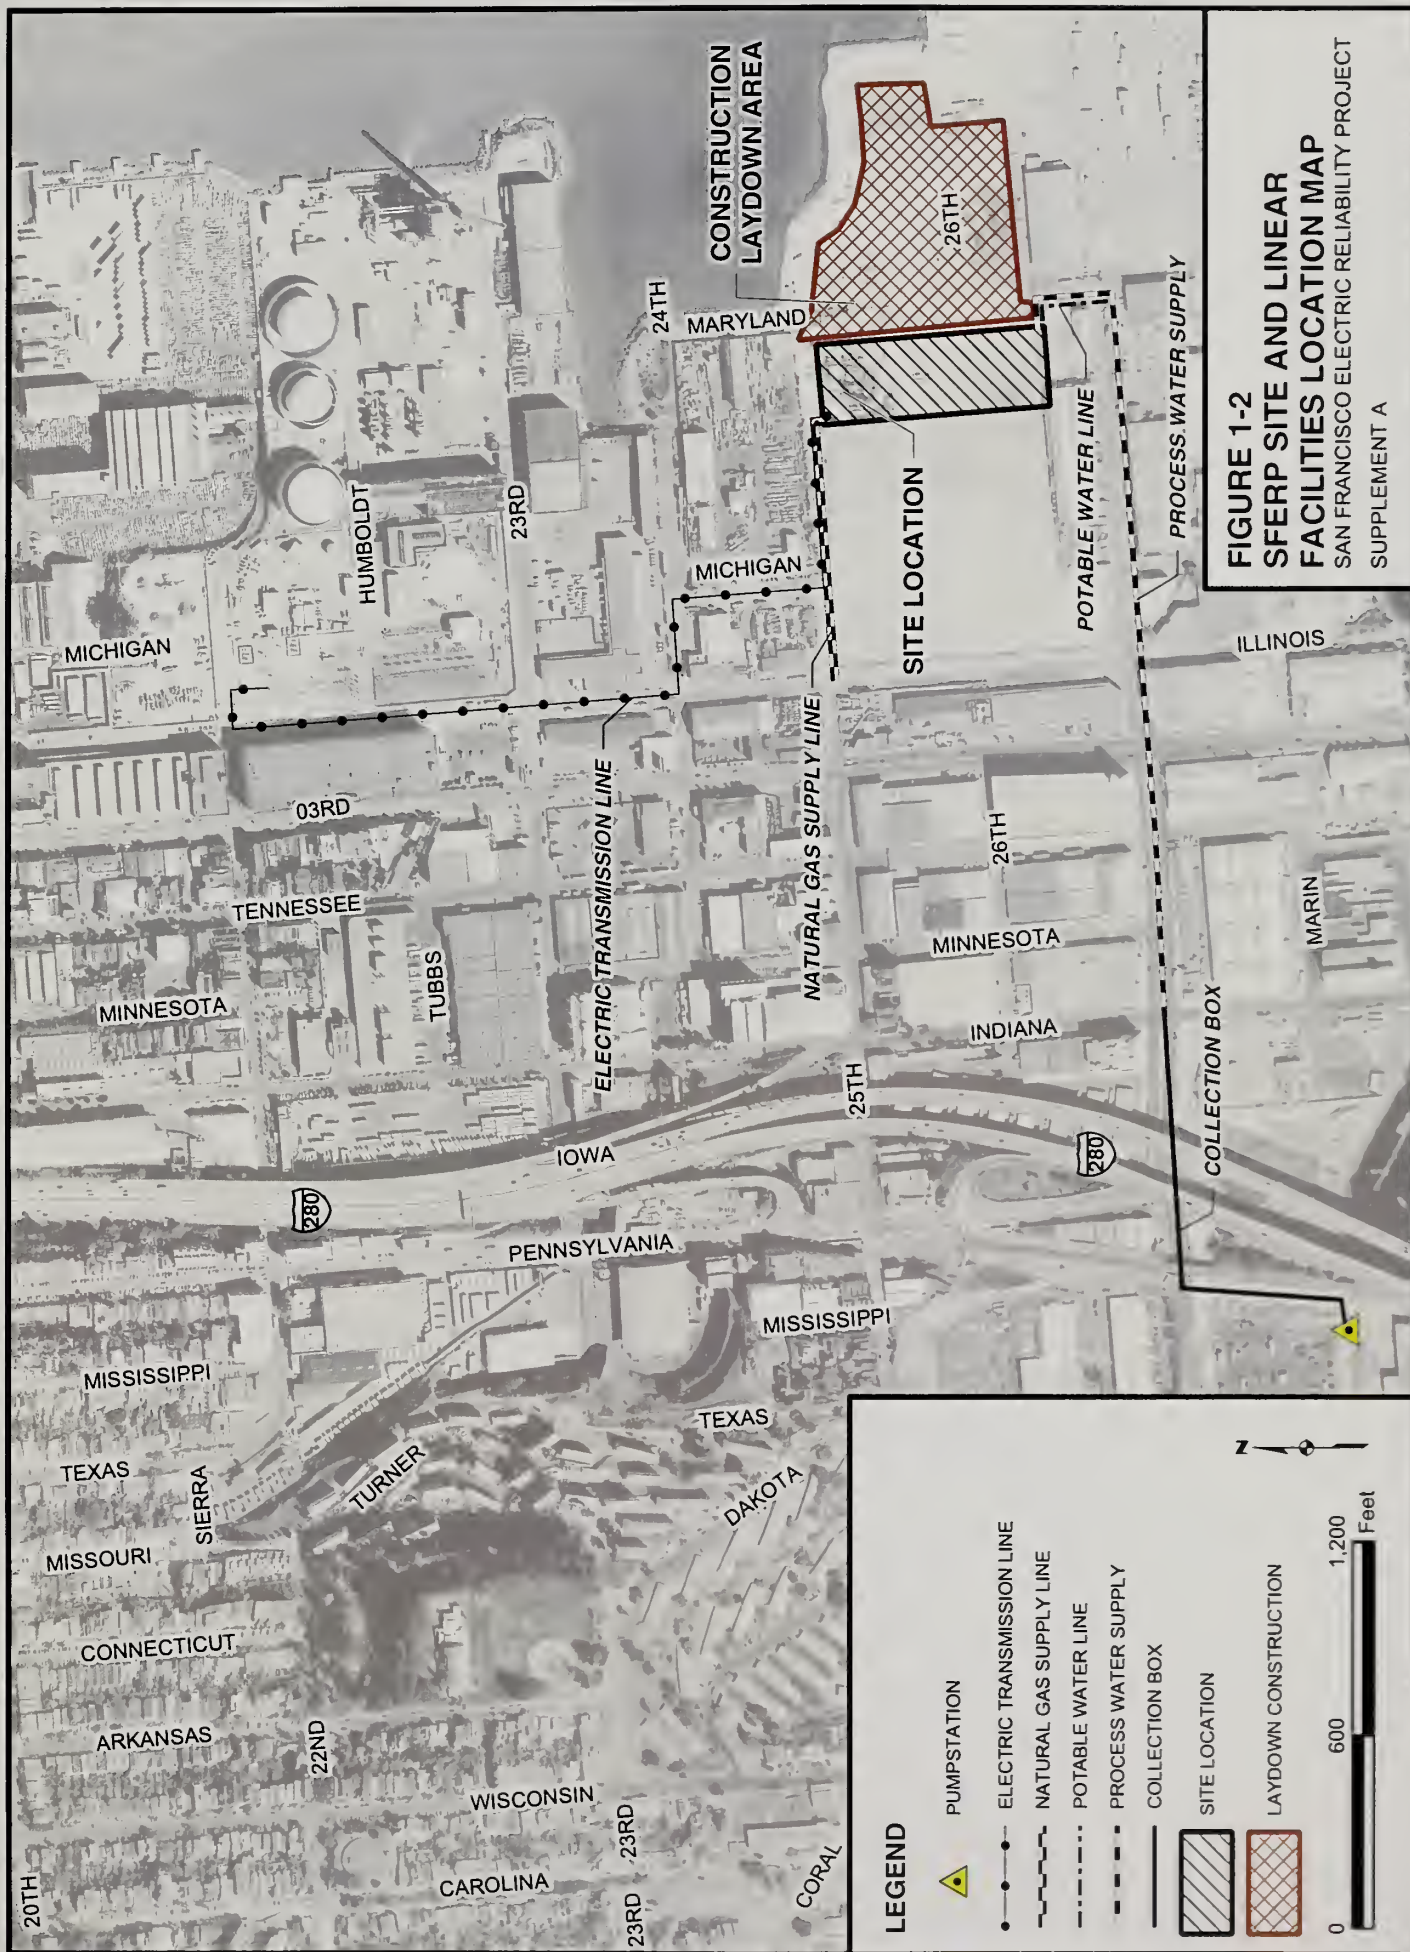 20TH
MISSOURI
TEXAS
MISSISSIPPI
MINNESOTA
MICHIGAN
CONNECTICUT
SIERRA
ARKANSAS
TENNESSEE
03RD
HUMBOLDT
22ND
280
TURNER
TUBBS
23RD
CAROLINA
WISCONSIN
PENNSYLVANIA
IOWA
23RD
23RD
ELECTRIC TRANSMISSION LINE
24TH
MARYLAND
MICHIGAN
CONSTRUCTION
LAYDOWN AREA
TEXAS
DAKOTA
MISSISSIPPI
CORAL
NATURAL GAS SUPPLY LINE
25TH
SITE LOCATION
26TH
26TH
MINNESOTA
INDIANA
280
POTABLE WATER LINE
PROCESS WATER SUPPLY
ILLINOIS
MARIN
COLLECTION BOX
LEGEND
PUMPSTATION
ELECTRIC TRANSMISSION LINE
NATURAL GAS SUPPLY LINE
POTABLE WATER LINE
PROCESS WATER SUPPLY
COLLECTION BOX
SITE LOCATION
LAYDOWN CONSTRUCTION
0 600 1,200
Feet
N
FIGURE 1-2
SFERP SITE AND LINEAR
FACILITIES LOCATION MAP
SAN FRANCISCO ELECTRIC RELIABILITY PROJECT
SUPPLEMENT A